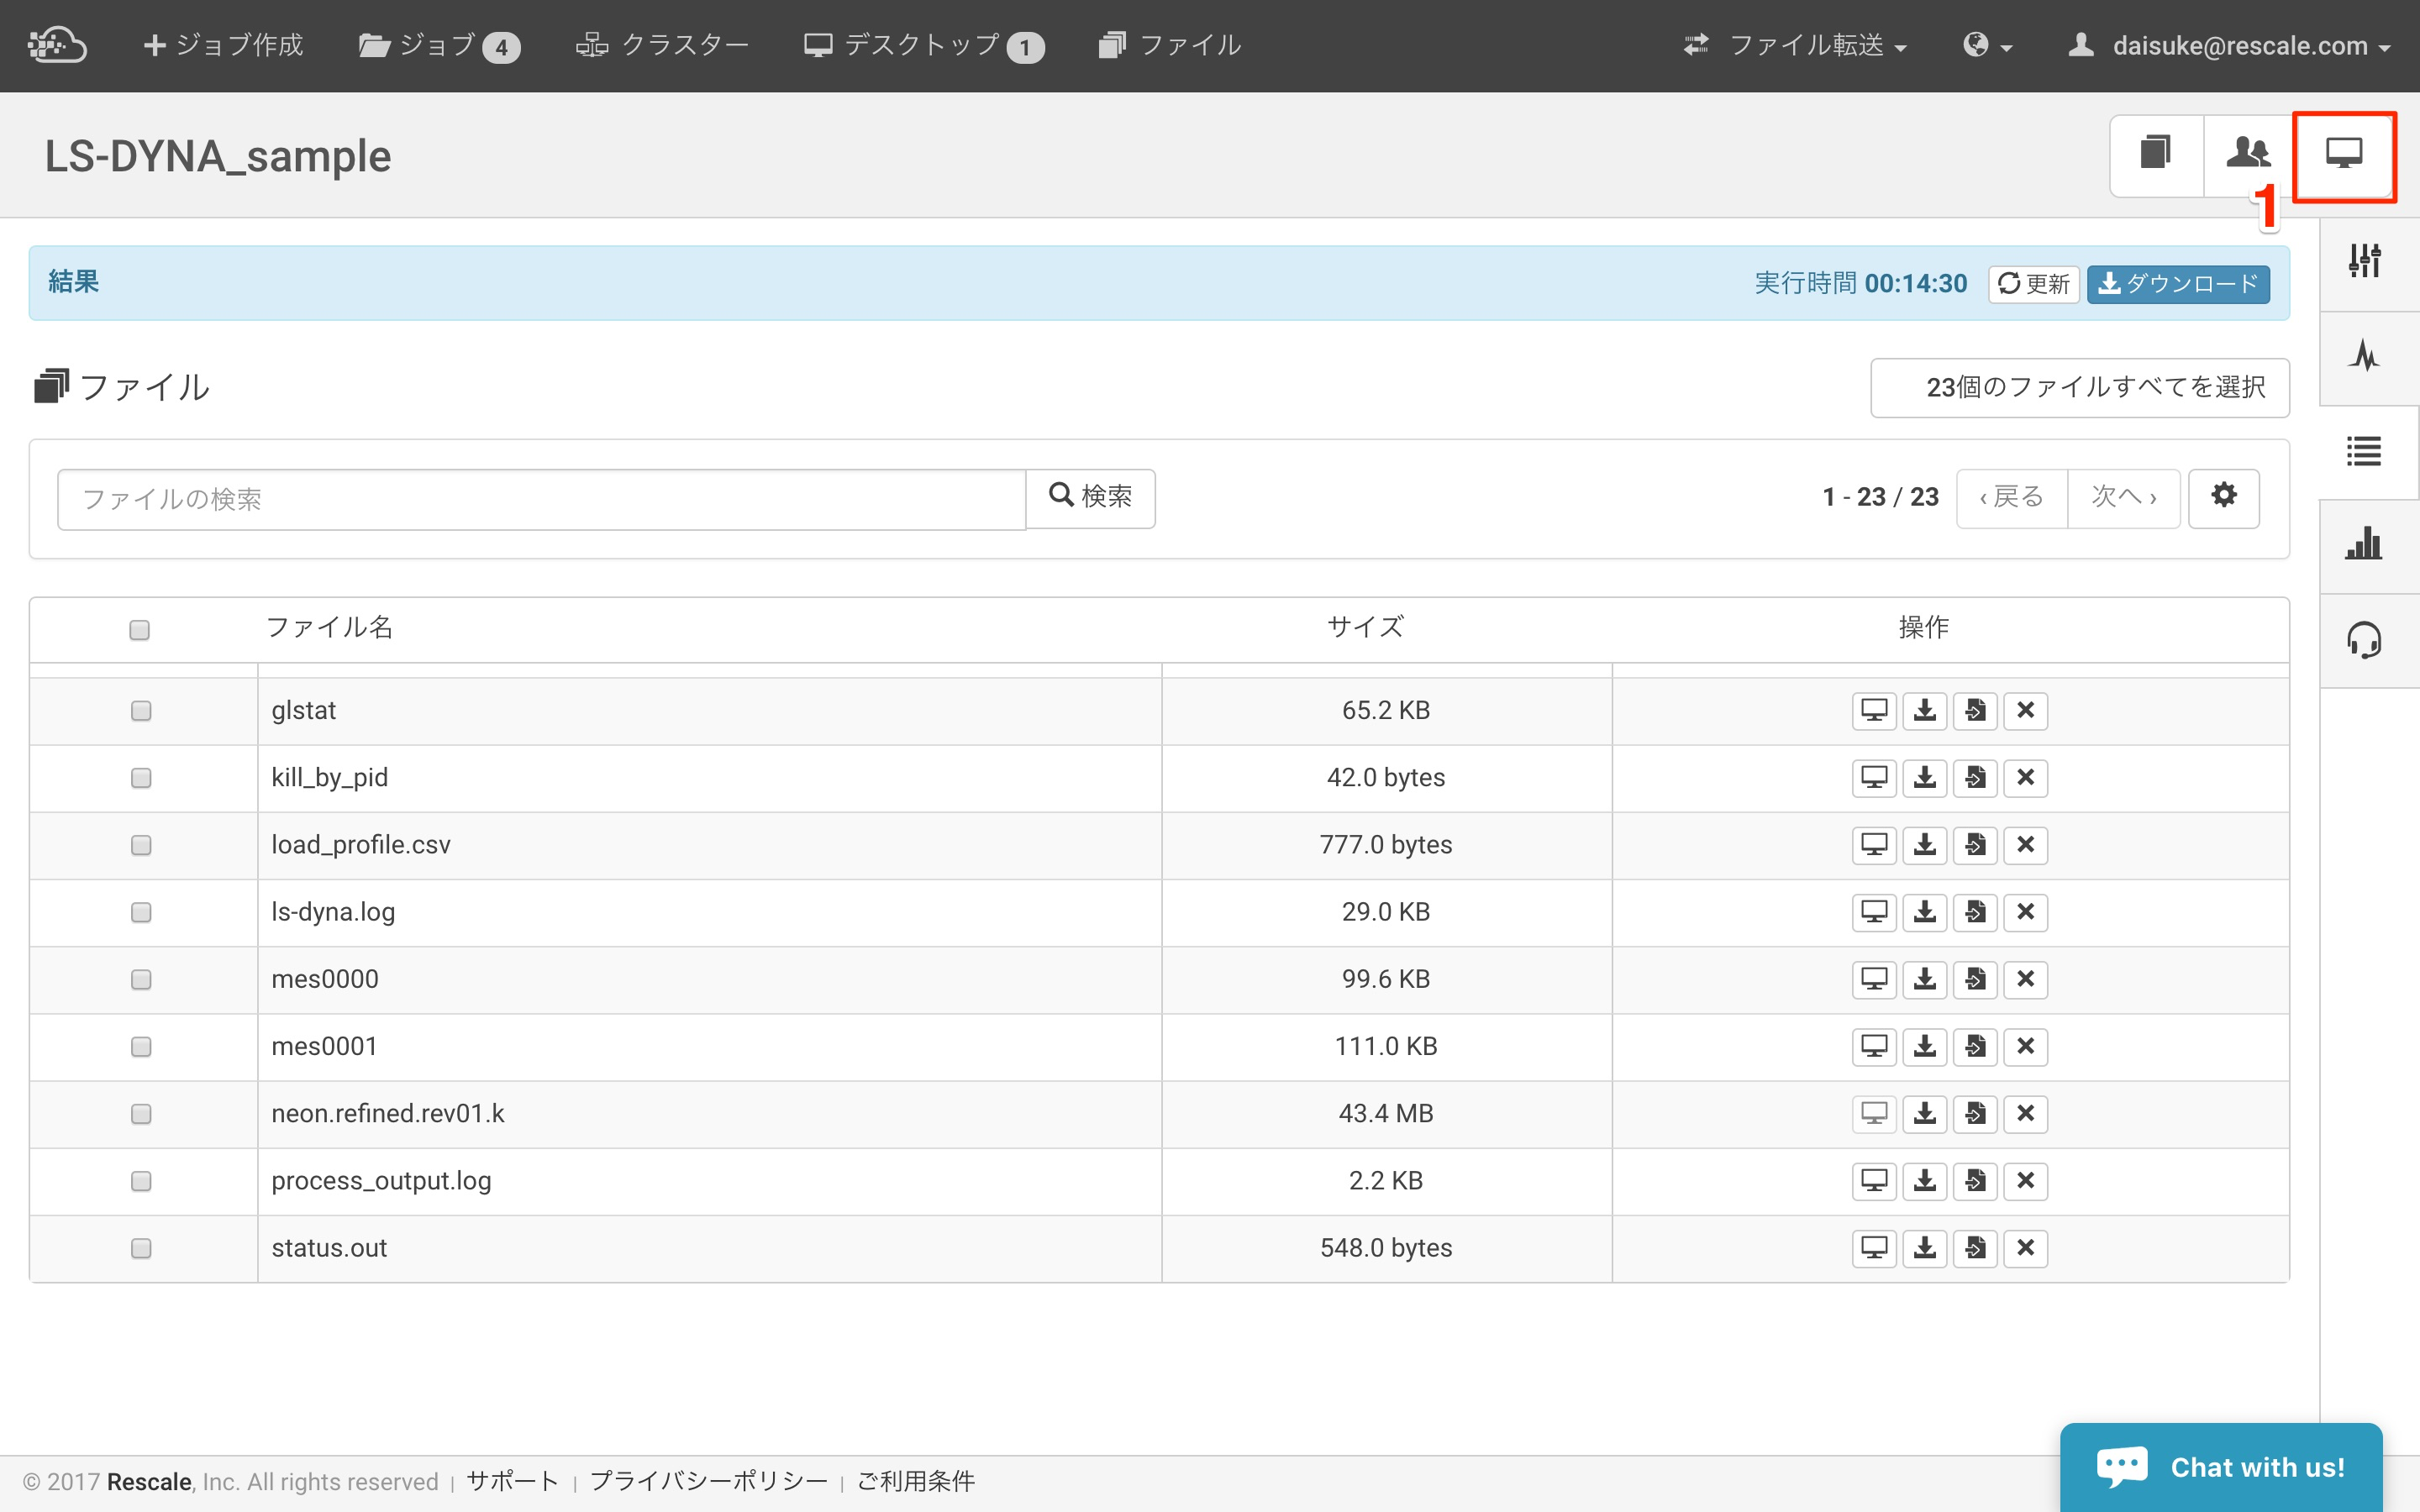 ジョブ作成 ジョブ 4 クラスター デスクトップ 1 ファイル ファイル転送 daisuke@rescale.com
LS-DYNA_sample
1
結果 実行時間 00:14:30 更新 ダウンロード
ファイル 23個のファイルすべてを選択
ファイルの検索 検索 1 - 23 / 23 ‹ 戻る 次へ ›
ファイル名 サイズ 操作
glstat 65.2 KB
kill_by_pid 42.0 bytes
load_profile.csv 777.0 bytes
ls-dyna.log 29.0 KB
mes0000 99.6 KB
mes0001 111.0 KB
neon.refined.rev01.k 43.4 MB
process_output.log 2.2 KB
status.out 548.0 bytes
© 2017 Rescale, Inc. All rights reserved | サポート | プライバシーポリシー | ご利用条件
Chat with us!